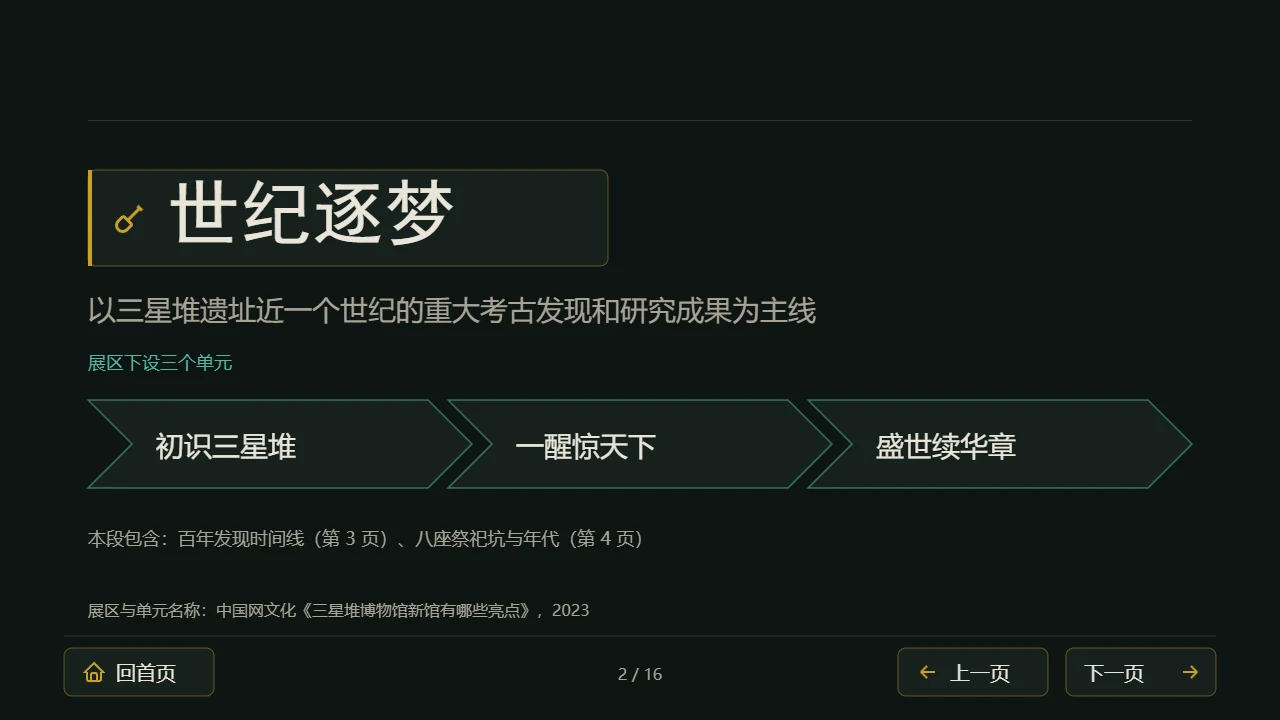 世纪逐梦
以三星堆遗址近一个世纪的重大考古发现和研究成果为主线
展区下设三个单元
初识三星堆
一醒惊天下
盛世续华章
本段包含：百年发现时间线（第 3 页）、八座祭祀坑与年代（第 4 页）
展区与单元名称：中国网文化《三星堆博物馆新馆有哪些亮点》，2023
回首页
2 / 16
上一页
下一页